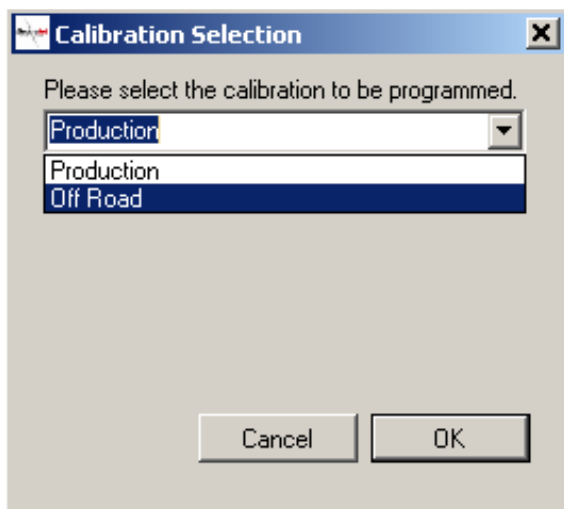 Calibration Selection
Please select the calibration to be programmed.
Production
Production
Off Road
Cancel
OK